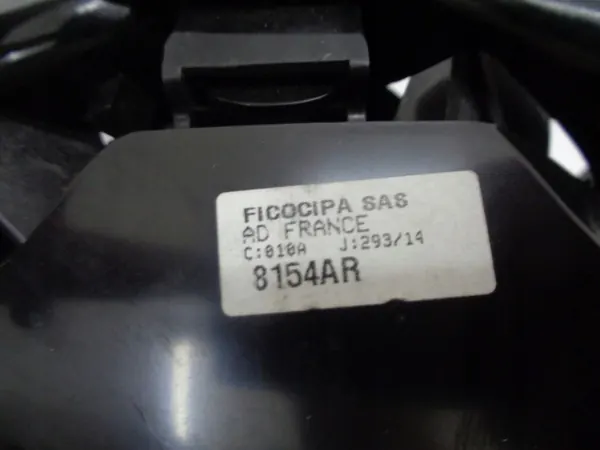 FICOCIPA SAS
AD FRANCE
C:010A J:293/14
8154AR